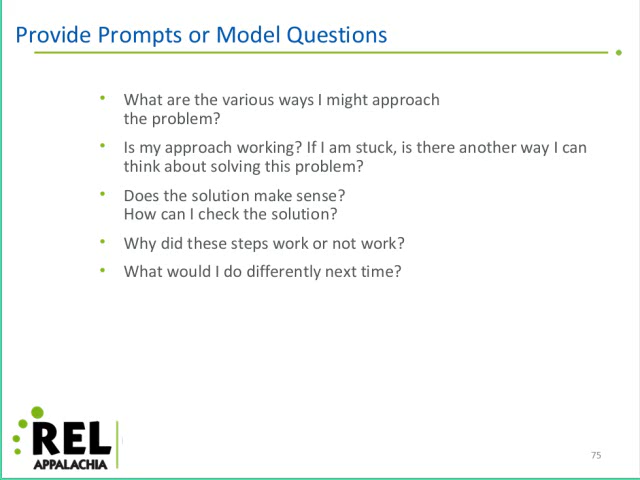 Provide Prompts or Model Questions
• What are the various ways I might approach
the problem?
• Is my approach working? If I am stuck, is there another way I can
think about solving this problem?
• Does the solution make sense?
How can I check the solution?
• Why did these steps work or not work?
• What would I do differently next time?
REL
APPALACHIA
75